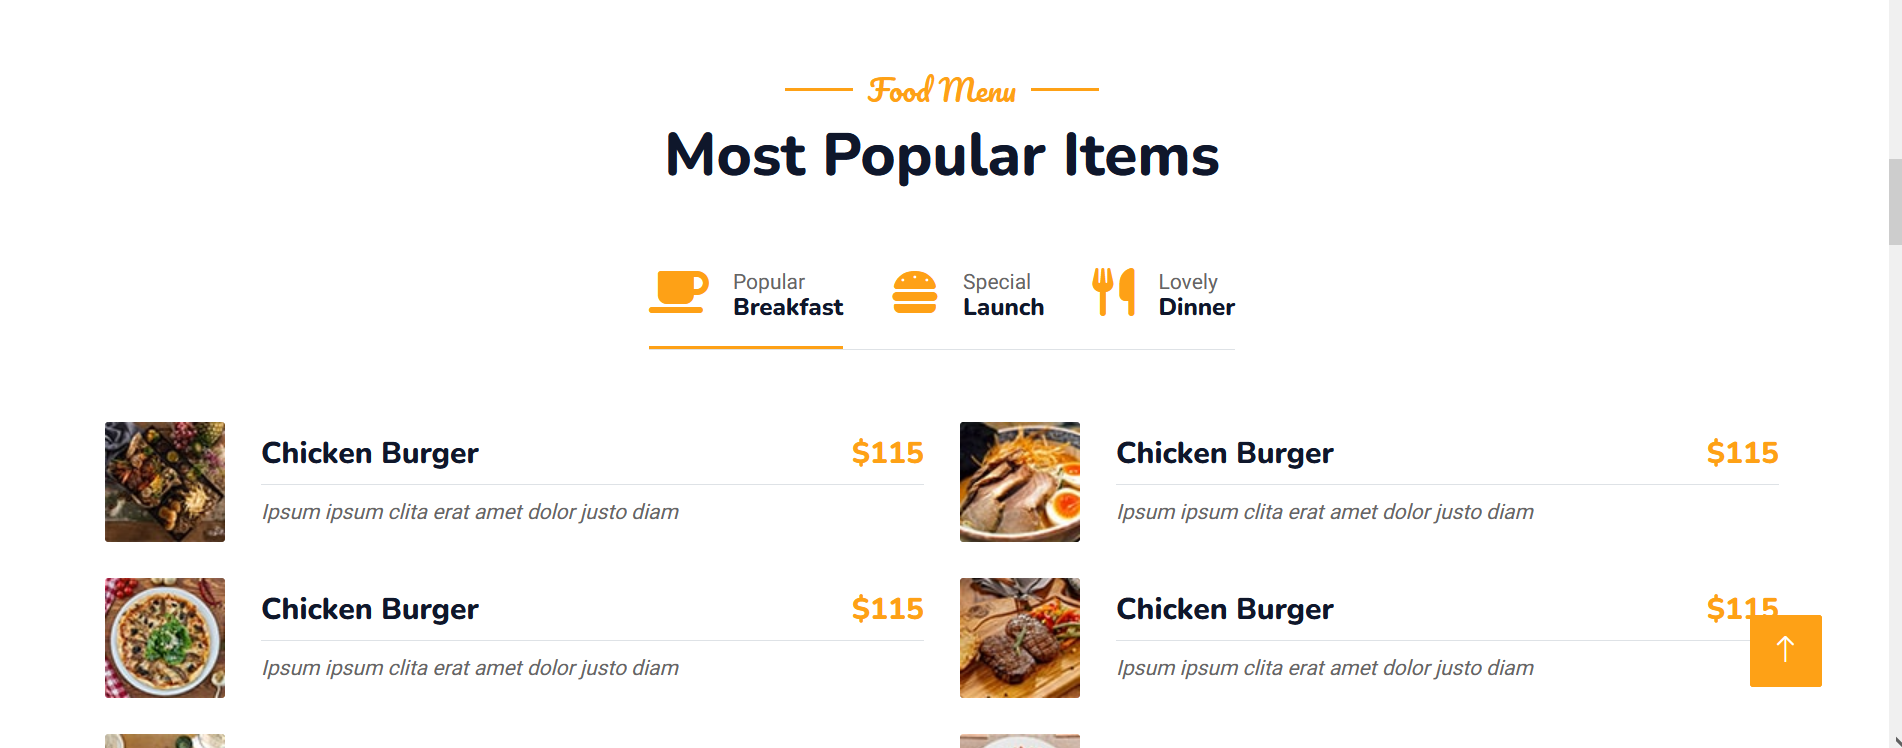 Food Menu
Most Popular Items
Popular
Breakfast
Special
Launch
Lovely
Dinner
Chicken Burger $115
Ipsum ipsum clita erat amet dolor justo diam
Chicken Burger $115
Ipsum ipsum clita erat amet dolor justo diam
Chicken Burger $115
Ipsum ipsum clita erat amet dolor justo diam
Chicken Burger $115
Ipsum ipsum clita erat amet dolor justo diam